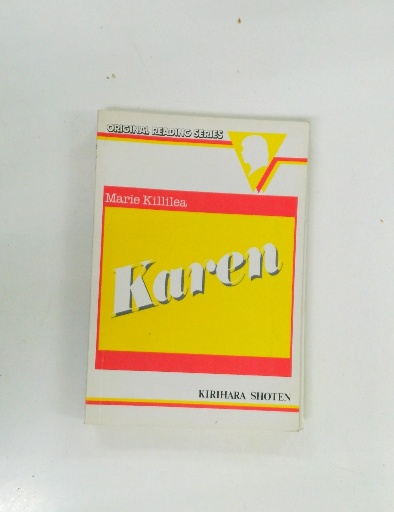 ORIGINAL READING SERIES
Marie Killilea
Karen
KIRIHARA SHOTEN